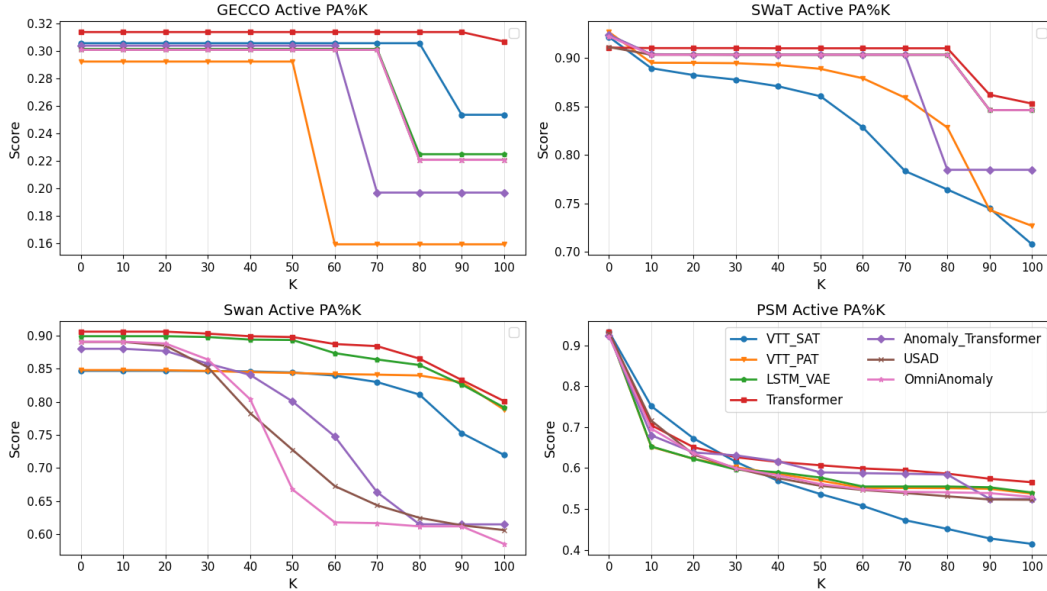 GECCO Active PA%K
Score
0.32
0.30
0.28
0.26
0.24
0.22
0.20
0.18
0.16
0 10 20 30 40 50 60 70 80 90 100
K
SWaT Active PA%K
Score
0.90
0.85
0.80
0.75
0.70
0 10 20 30 40 50 60 70 80 90 100
K
Swan Active PA%K
Score
0.90
0.85
0.80
0.75
0.70
0.65
0.60
0 10 20 30 40 50 60 70 80 90 100
K
PSM Active PA%K
Score
0.9
0.8
0.7
0.6
0.5
0.4
VTT_SAT
VTT_PAT
LSTM_VAE
Transformer
Anomaly_Transformer
USAD
OmniAnomaly
0 10 20 30 40 50 60 70 80 90 100
K